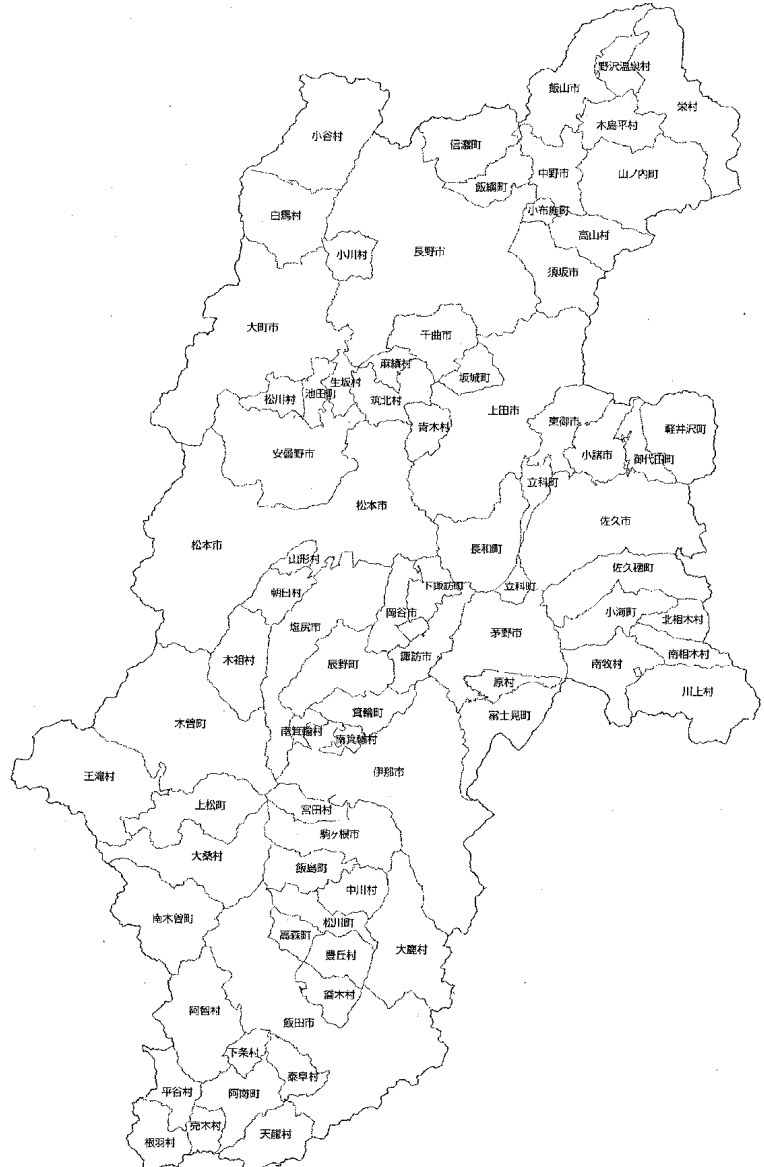 野沢温泉村
飯山市
栄村
木島平村
小谷村
信濃町
中野市
山ノ内町
飯綱町
白馬村
小布施町
高山村
小川村
長野市
須坂市
大町市
千曲市
麻績村
坂城町
生坂村
池田町
松川村
筑北村
上田市
青木村
東御市
軽井沢町
安曇野市
小諸市
御代田町
立科町
松本市
佐久市
松本市
長和町
山形村
佐久穂町
朝日村
下諏訪町
立科町
岡谷市
小海町
北相木村
塩尻市
茅野市
諏訪市
南相木村
木祖村
辰野町
南牧村
原村
川上村
箕輪町
富士見町
木曽町
南箕輪村
南箕輪村
伊那市
王滝村
上松町
宮田村
駒ヶ根市
大桑村
飯島町
中川村
南木曽町
松川町
高森町
大鹿村
豊丘村
喬木村
阿智村
飯田市
下条村
泰阜村
平谷村
阿南町
売木村
天龍村
根羽村